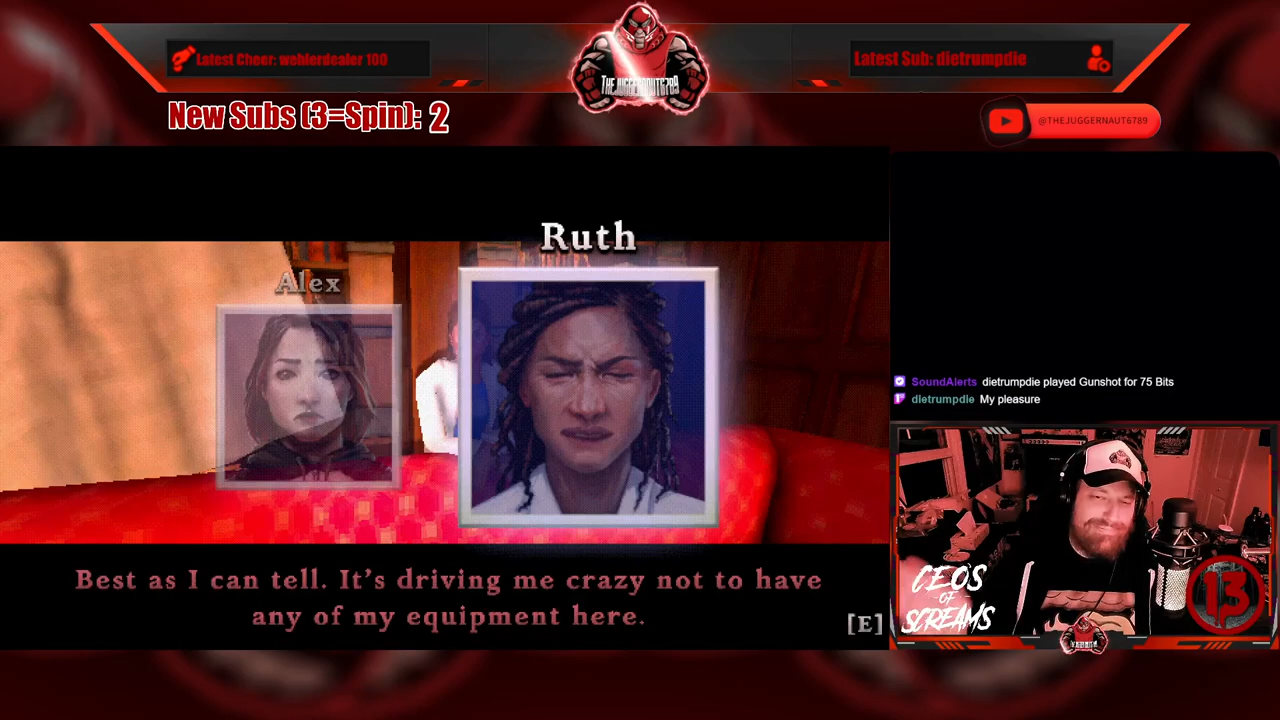 Latest Cheer: wehlerdealer 100
THEJUGGERNAUT6789
Latest Sub: dietrumpdie
New Subs (3=Spin): 2
@THEJUGGERNAUT6789
Ruth
Alex
SoundAlerts dietrumpdie played Gunshot for 75 Bits
dietrumpdie My pleasure
CEOS
OF
SCREAMS
13
Best as I can tell. It's driving me crazy not to have
any of my equipment here.
[E]